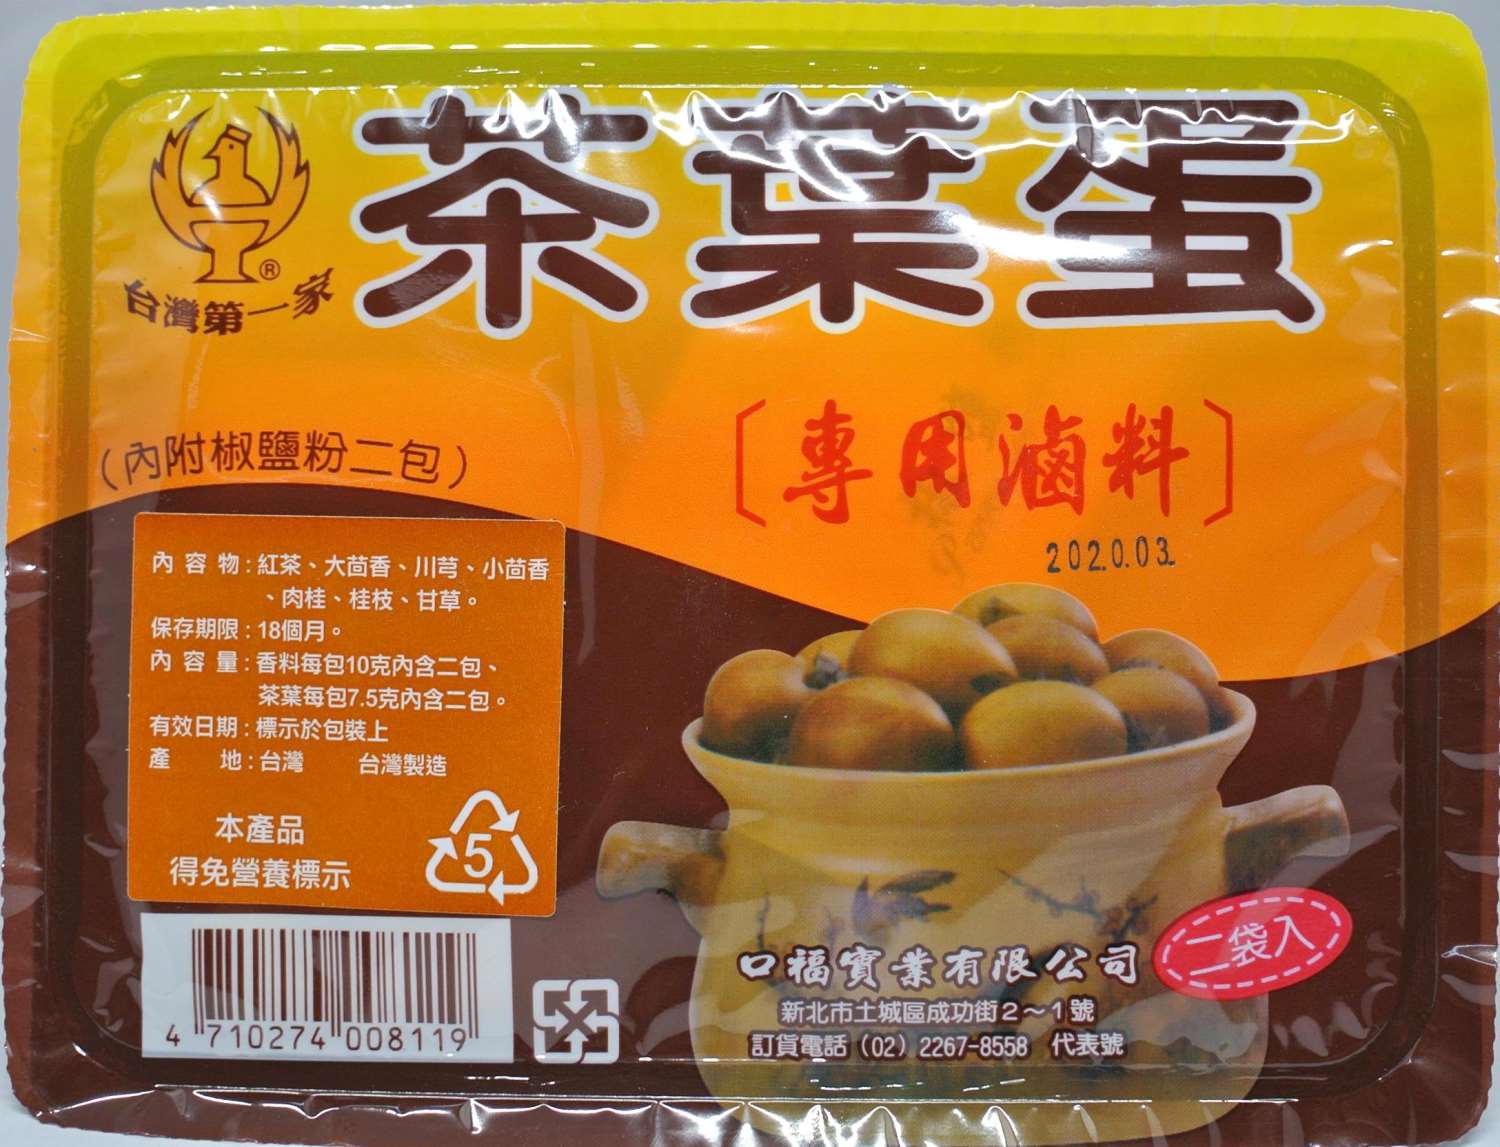 茶葉蛋
®
台灣第一家
(內附椒鹽粉二包)
〔專用滷料〕
2020.03.
內容物:紅茶、大茴香、川芎、小茴香
、肉桂、桂枝、甘草。
保存期限:18個月。
內容量:香料每包10克內含二包、
茶葉每包7.5克內含二包。
有效日期:標示於包裝上
產地:台灣 台灣製造
本產品
得免營養標示
5
4 710274 008119
口福實業有限公司
二袋入
新北市土城區成功街2～1號
訂貨電話(02)2267-8558 代表號